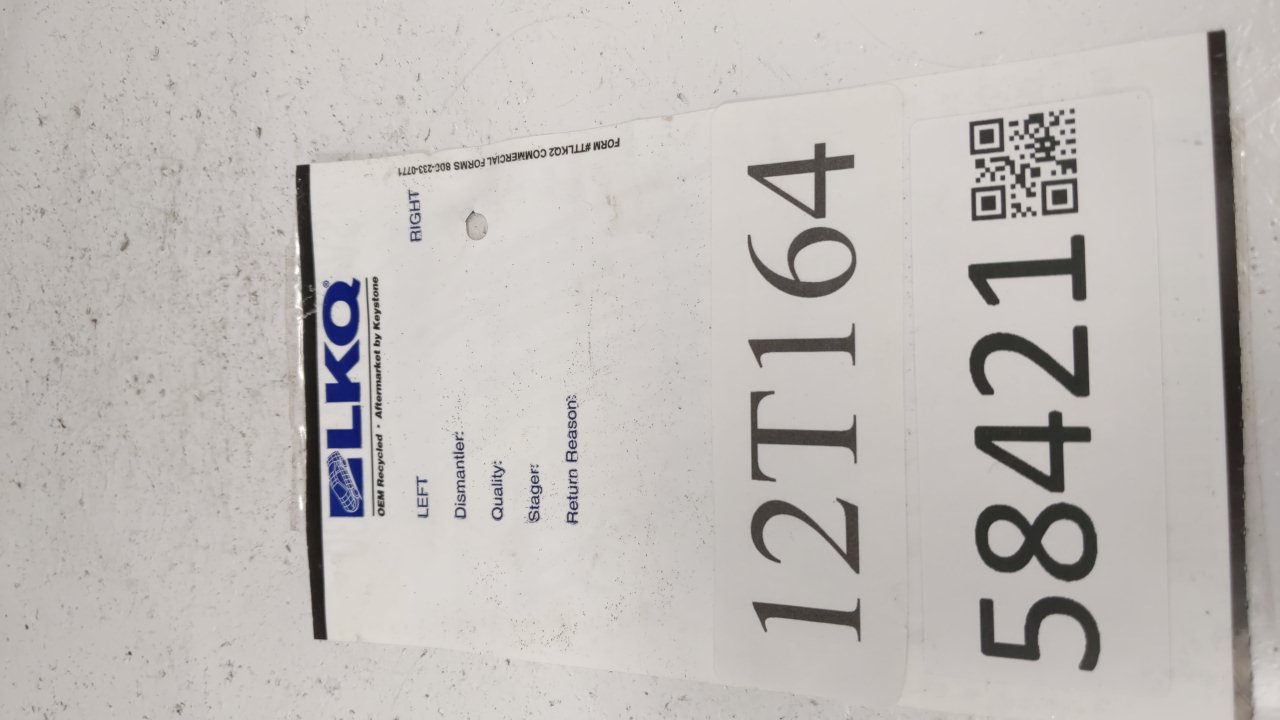 LKQ®
OEM Recycled • Aftermarket by Keystone
LEFT RIGHT
Dismantler:
Quality:
Stager:
Return Reason:
FORM #TTLKQ2 COMMERCIAL FORMS 800-233-0771
12T164
58421